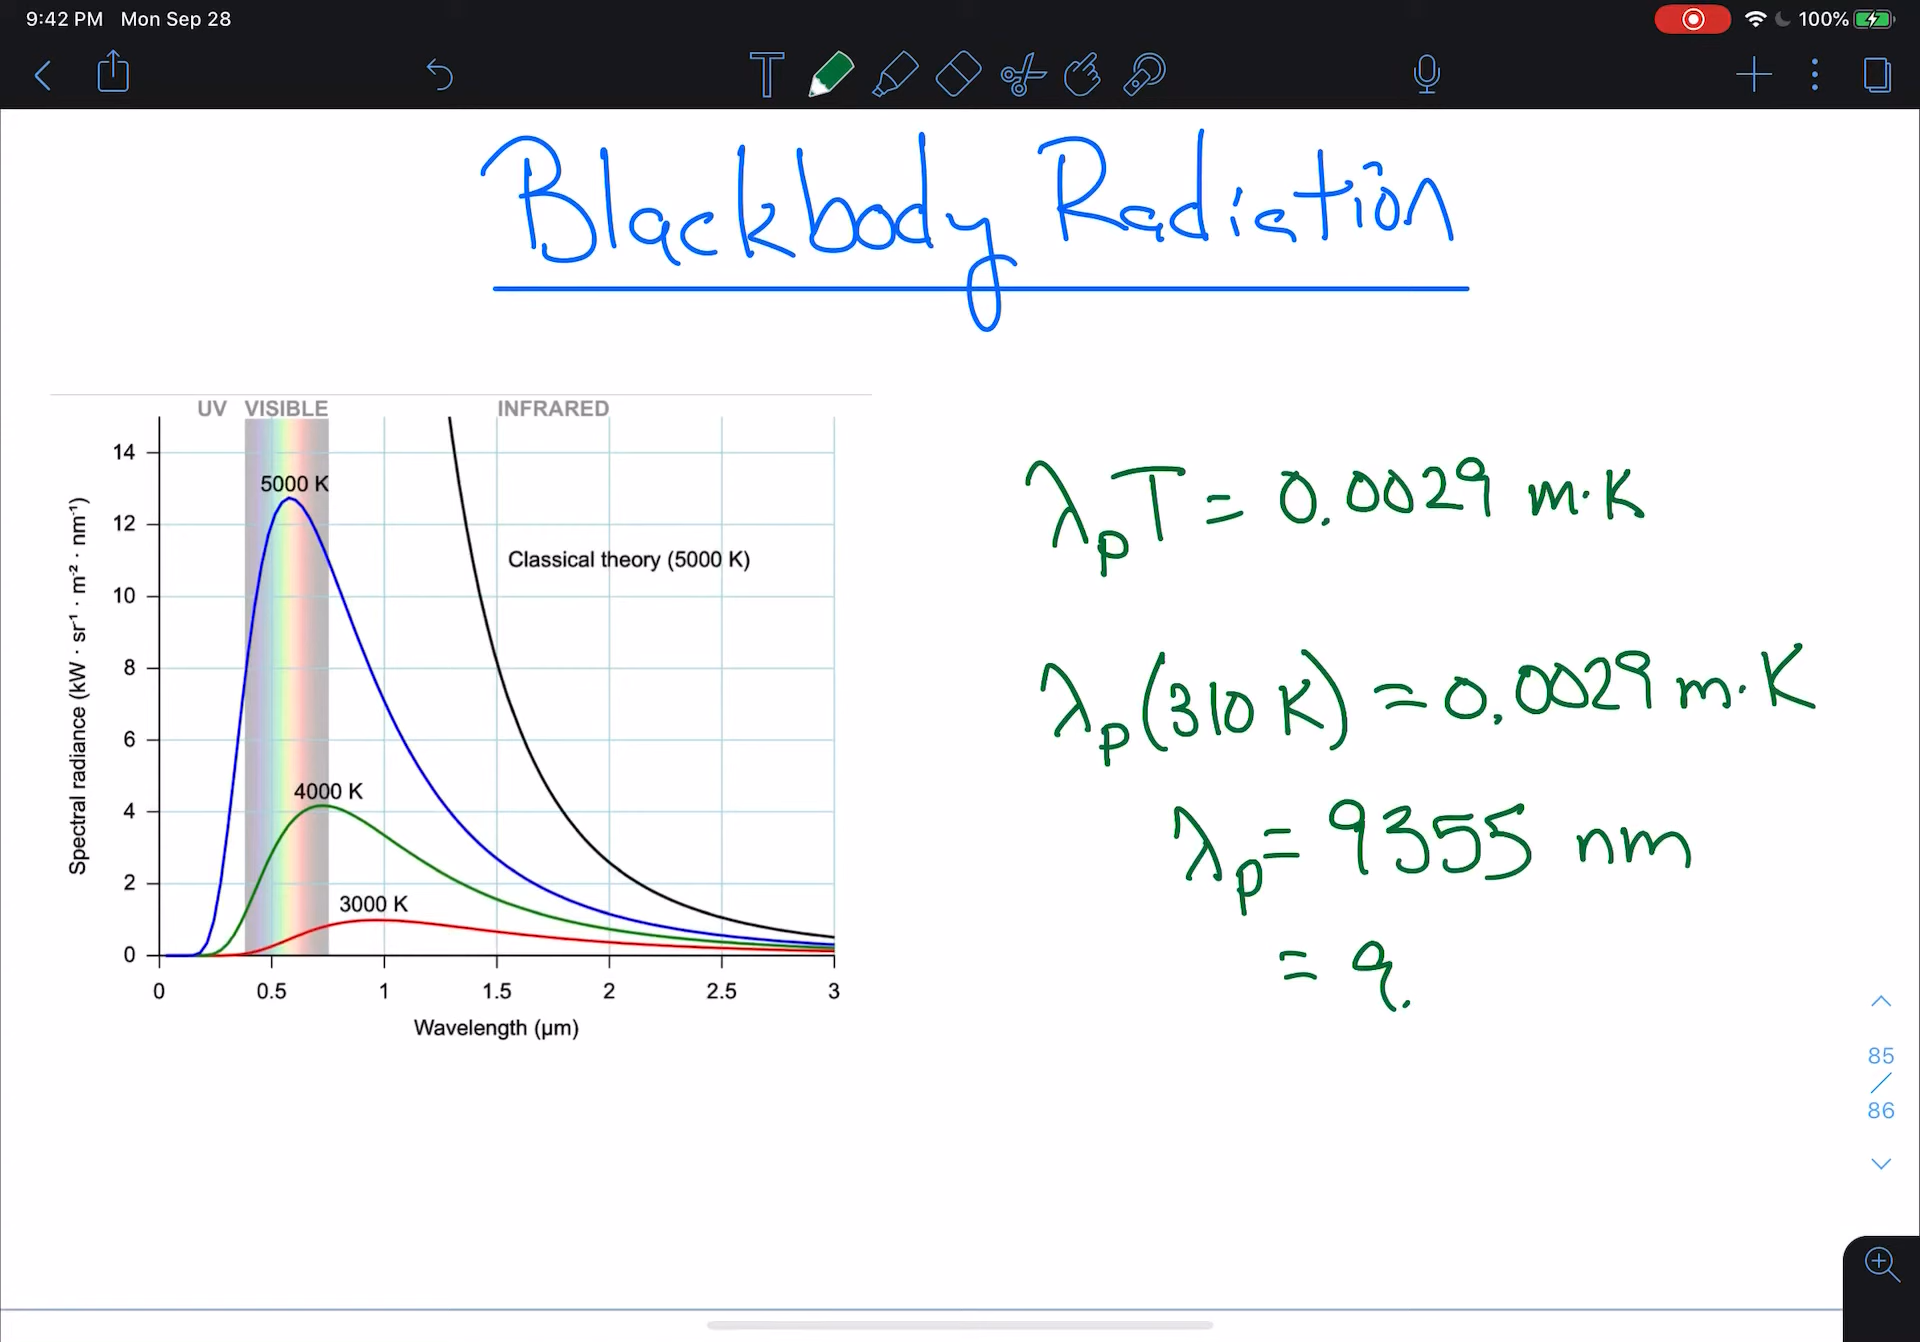 9:42 PM Mon Sep 28
100%
T
Blackbody Radiation
UV VISIBLE INFRARED
14
12
10
8
6
4
2
0
5000 K
Classical theory (5000 K)
4000 K
3000 K
Spectral radiance (kW · sr⁻¹ · m⁻² · nm⁻¹)
0 0.5 1 1.5 2 2.5 3
Wavelength (µm)
λₚT = 0.0029 m·K
λₚ(310 K) = 0.0029 m·K
λₚ = 9355 nm
= 9.
85
/
86